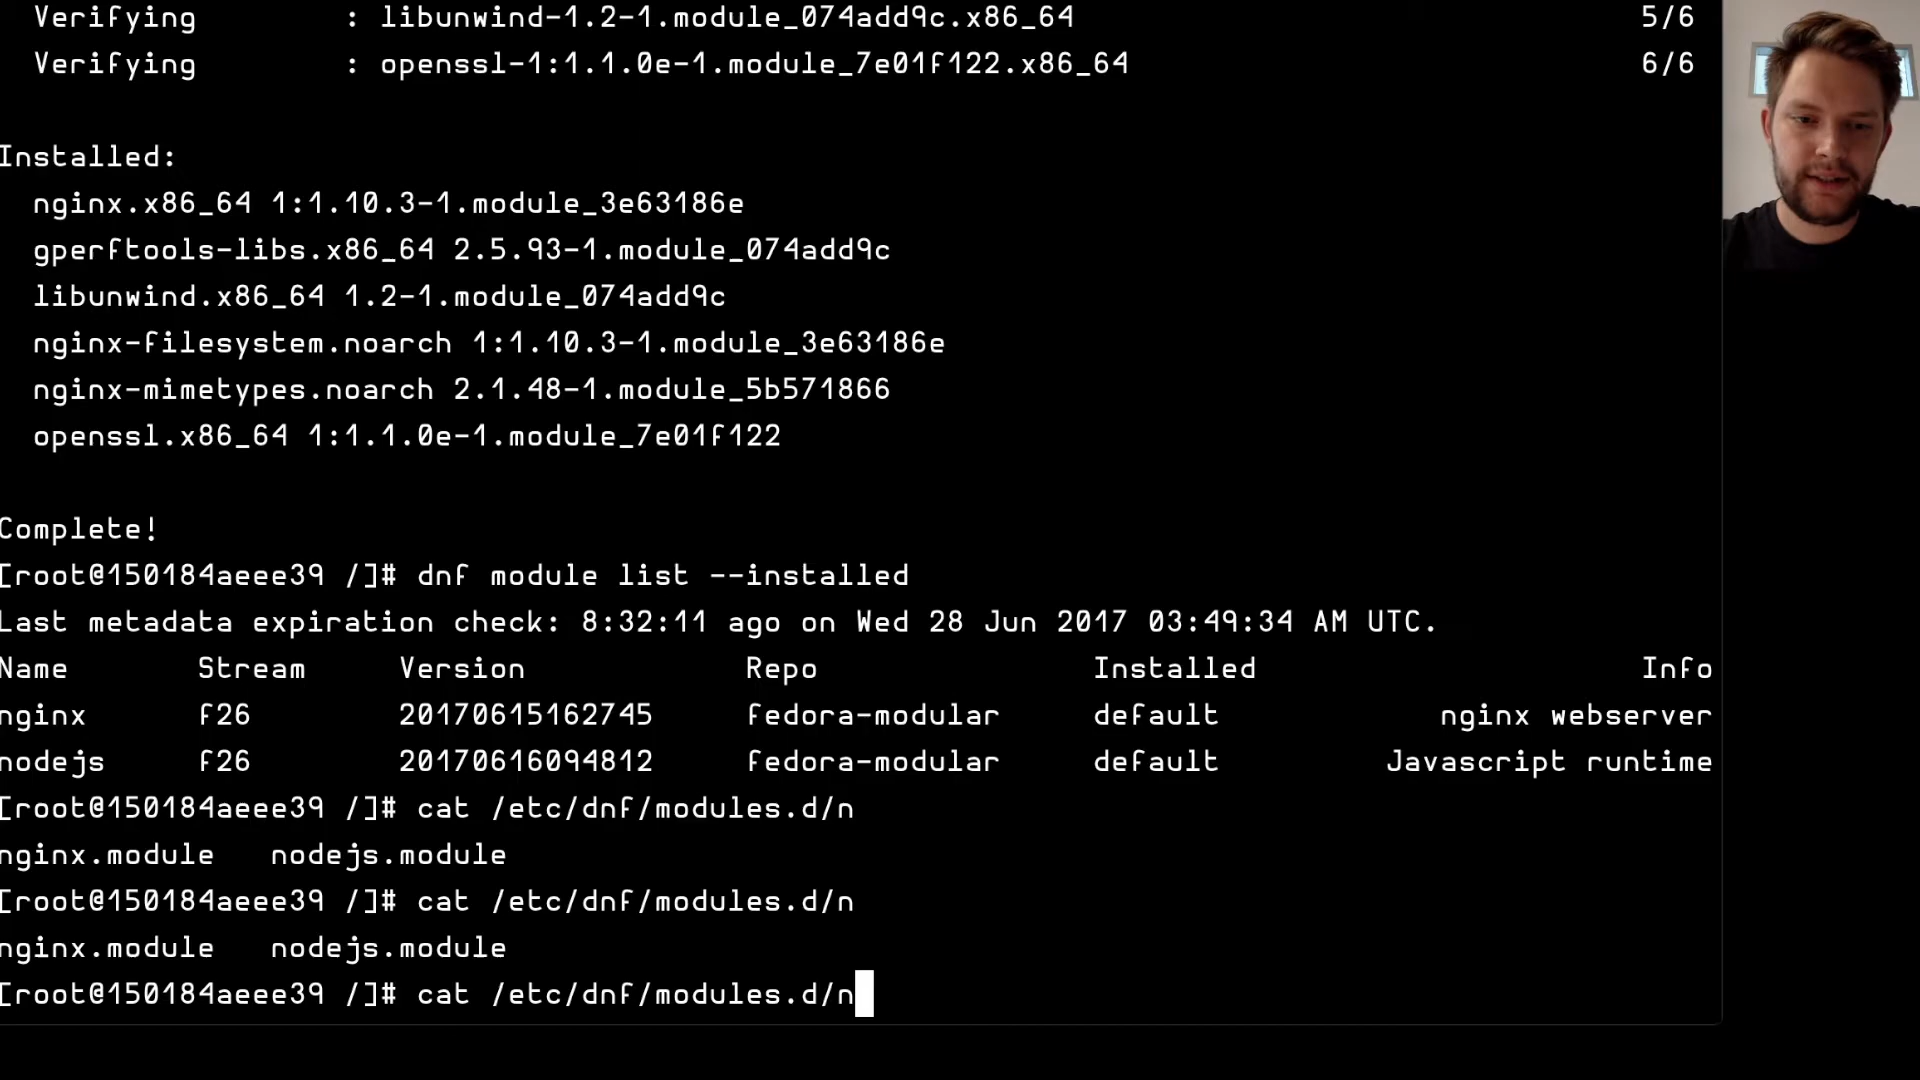 Verifying : libunwind-1.2-1.module_074add9c.x86_64 5/6
Verifying : openssl-1:1.1.0e-1.module_7e01f122.x86_64 6/6
Installed:
nginx.x86_64 1:1.10.3-1.module_3e63186e
gperftools-libs.x86_64 2.5.93-1.module_074add9c
libunwind.x86_64 1.2-1.module_074add9c
nginx-filesystem.noarch 1:1.10.3-1.module_3e63186e
nginx-mimetypes.noarch 2.1.48-1.module_5b571866
openssl.x86_64 1:1.1.0e-1.module_7e01f122
Complete!
[root@150184aeee39 /]# dnf module list --installed
Last metadata expiration check: 8:32:11 ago on Wed 28 Jun 2017 03:49:34 AM UTC.
Name Stream Version Repo Installed Info
nginx f26 20170615162745 fedora-modular default nginx webserver
nodejs f26 20170616094812 fedora-modular default Javascript runtime
[root@150184aeee39 /]# cat /etc/dnf/modules.d/n
nginx.module nodejs.module
[root@150184aeee39 /]# cat /etc/dnf/modules.d/n
nginx.module nodejs.module
[root@150184aeee39 /]# cat /etc/dnf/modules.d/n